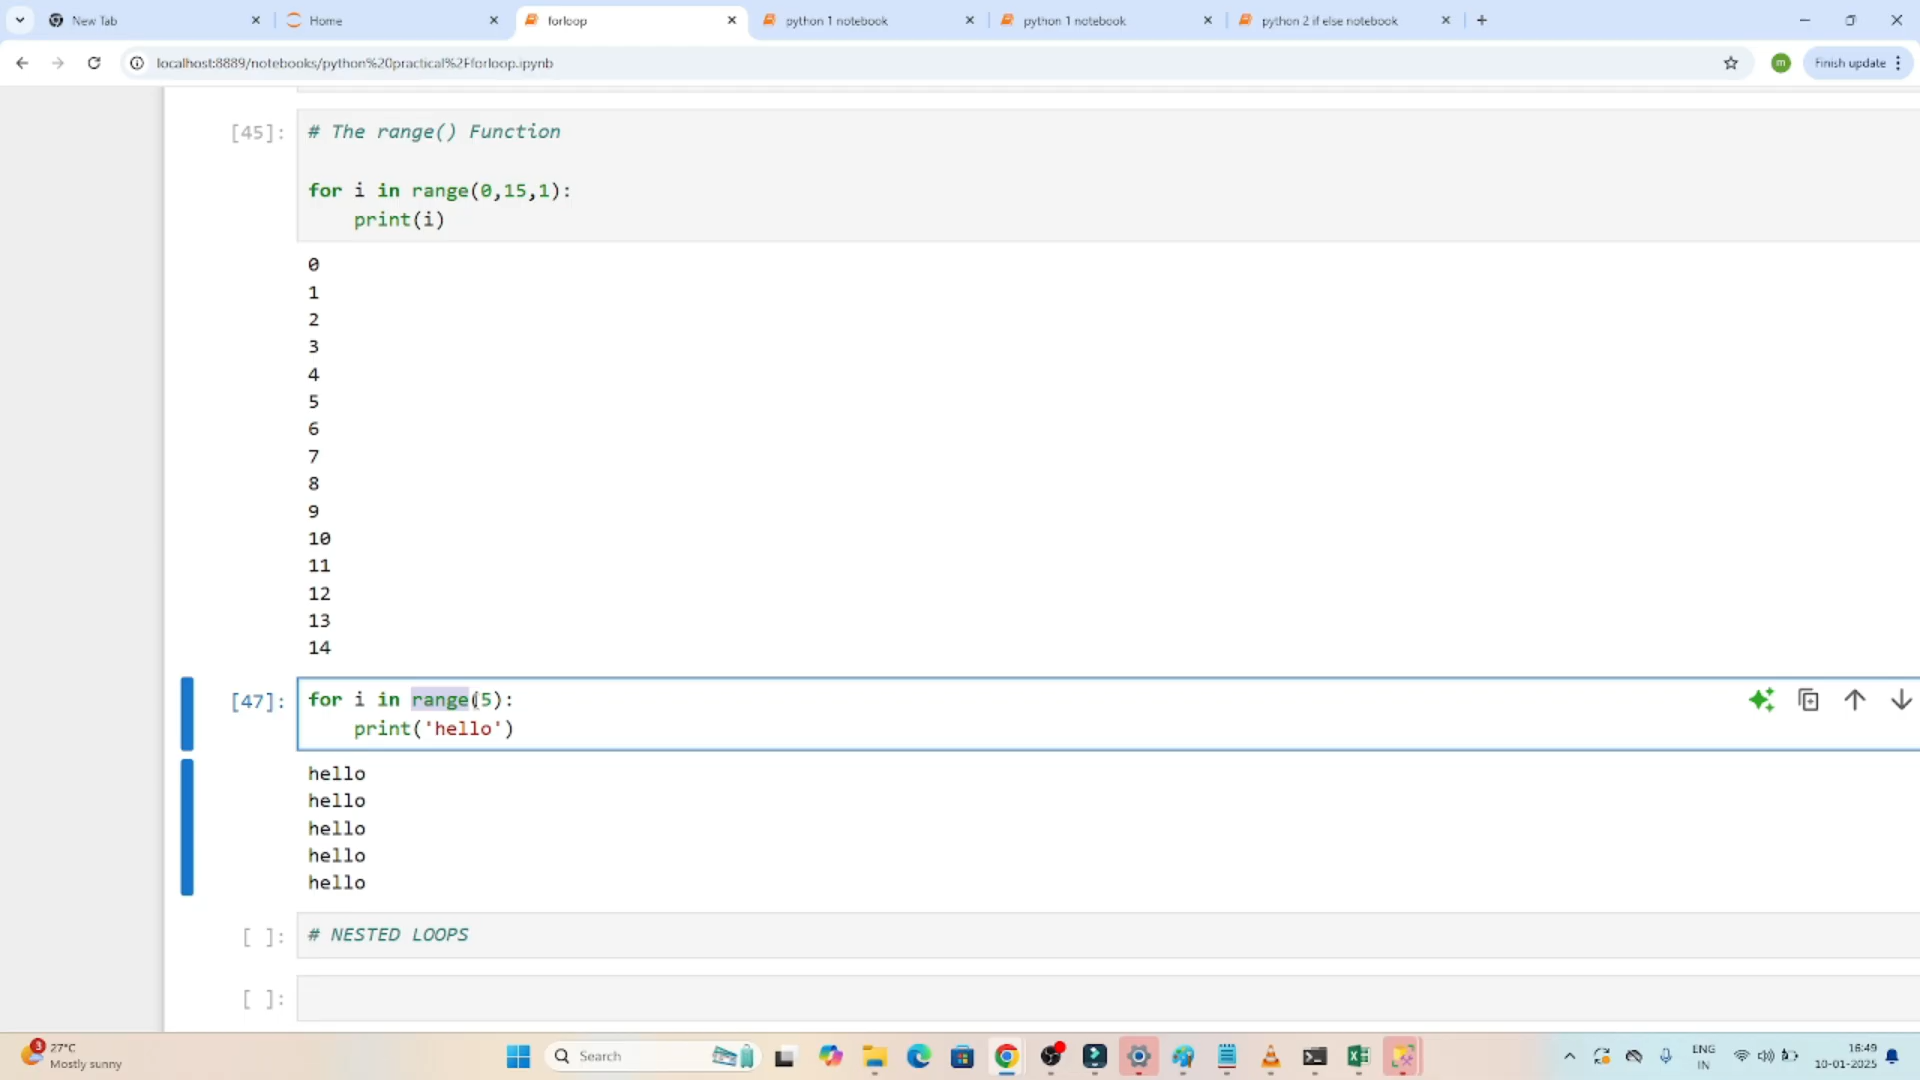 New Tab
Home
forloop
python 1 notebook
python 1 notebook
python 2 if else notebook
localhost:8889/notebooks/python%20practical%2Fforloop.ipynb
m
Finish update
[45]:
# The range() Function
for i in range(0,15,1):
    print(i)
0
1
2
3
4
5
6
7
8
9
10
11
12
13
14
[47]:
for i in range(5):
    print('hello')
hello
hello
hello
hello
hello
[ ]:
# NESTED LOOPS
[ ]:
3
27°C
Mostly sunny
Search
ENG
IN
16:49
10-01-2025